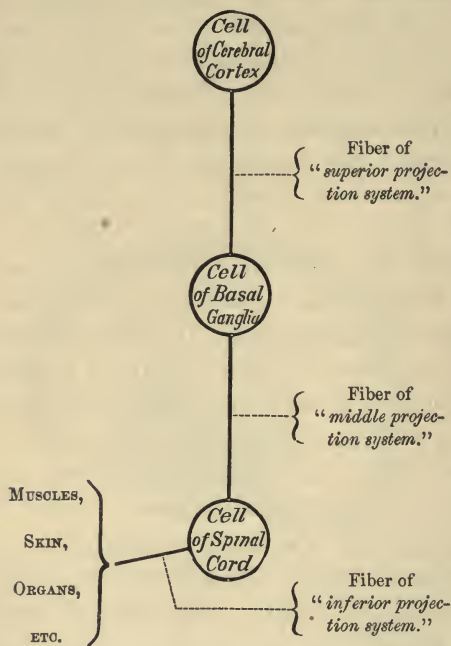 Cell
of Cerebral
Cortex
Fiber of
"superior projec-
tion system."
Cell
of Basal
Ganglia
Fiber of
"middle projec-
tion system."
MUSCLES,
SKIN,
ORGANS,
ETC.
Cell
of Spinal
Cord
Fiber of
"inferior projec-
tion system."